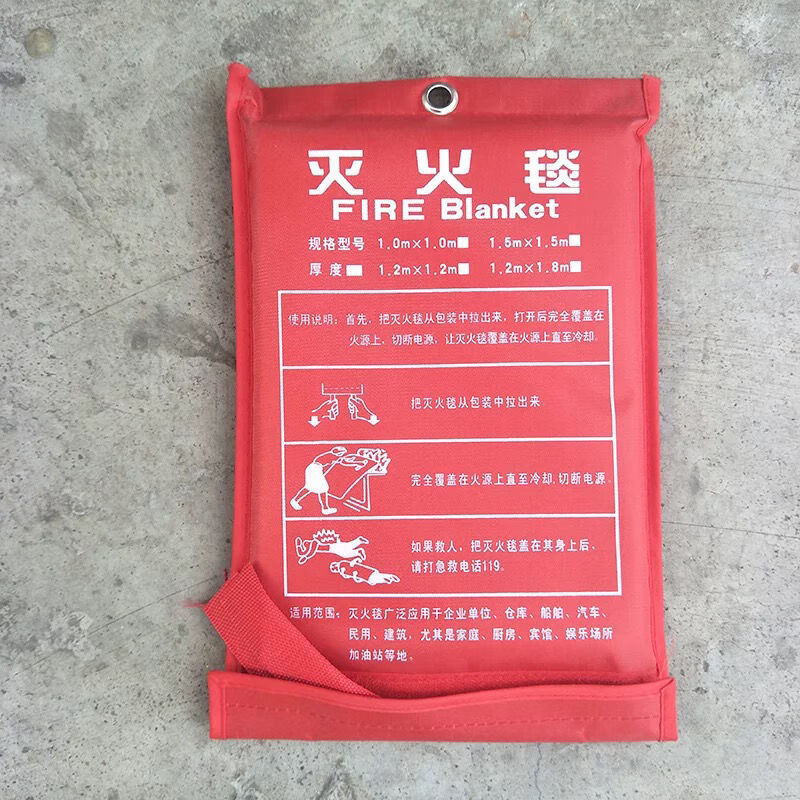 灭火毯
FIRE Blanket
规格型号 1.0m×1.0m■ 1.5m×1.5m■
厚度■ 1.2m×1.2m■ 1.2m×1.8m■
使用说明：首先，把灭火毯从包装中拉出来，打开后完全覆盖在
火源上，切断电源，让灭火毯覆盖在火源上直至冷却。
把灭火毯从包装中拉出来
完全覆盖在火源上直至冷却,切断电源。
如果救人，把灭火毯盖在其身上后，
请打急救电话119。
适用范围：灭火毯广泛应用于企业单位、仓库、船舶、汽车、
民用、建筑，尤其是家庭、厨房、宾馆、娱乐场所
加油站等地。